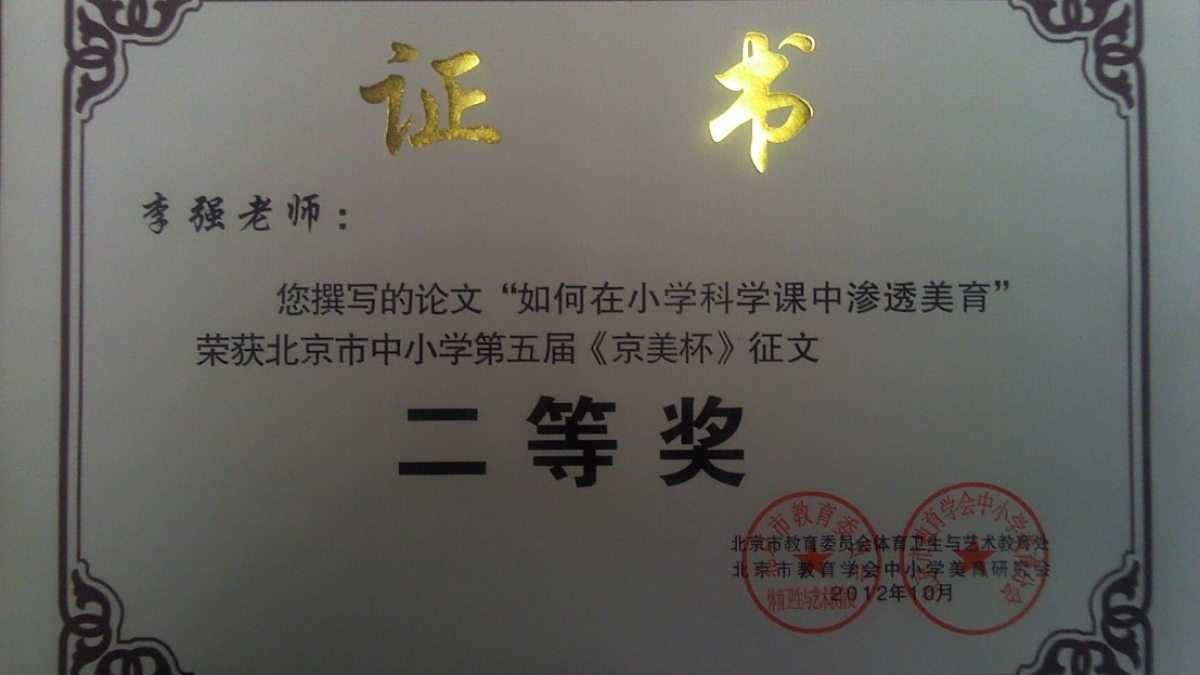 证书
李强老师：
您撰写的论文“如何在小学科学课中渗透美育”
荣获北京市中小学第五届《京美杯》征文
二等奖
北京市教育委员会体育卫生与艺术教育处
北京市教育学会中小学美育研究会
2012年10月